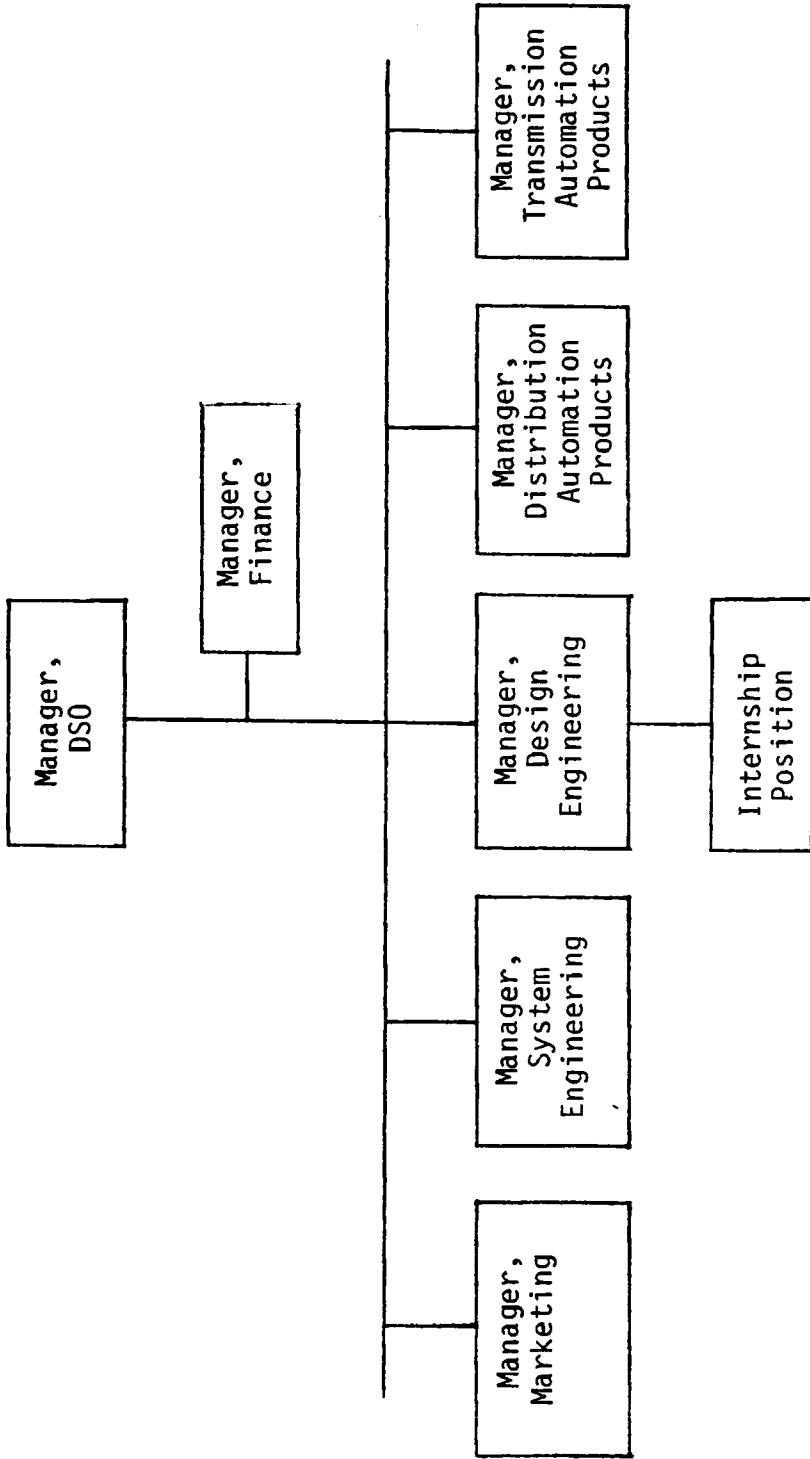 Manager,
DSO
Manager,
Finance
Manager,
Marketing
Manager,
System
Engineering
Manager,
Design
Engineering
Manager,
Distribution
Automation
Products
Manager,
Transmission
Automation
Products
Internship
Position